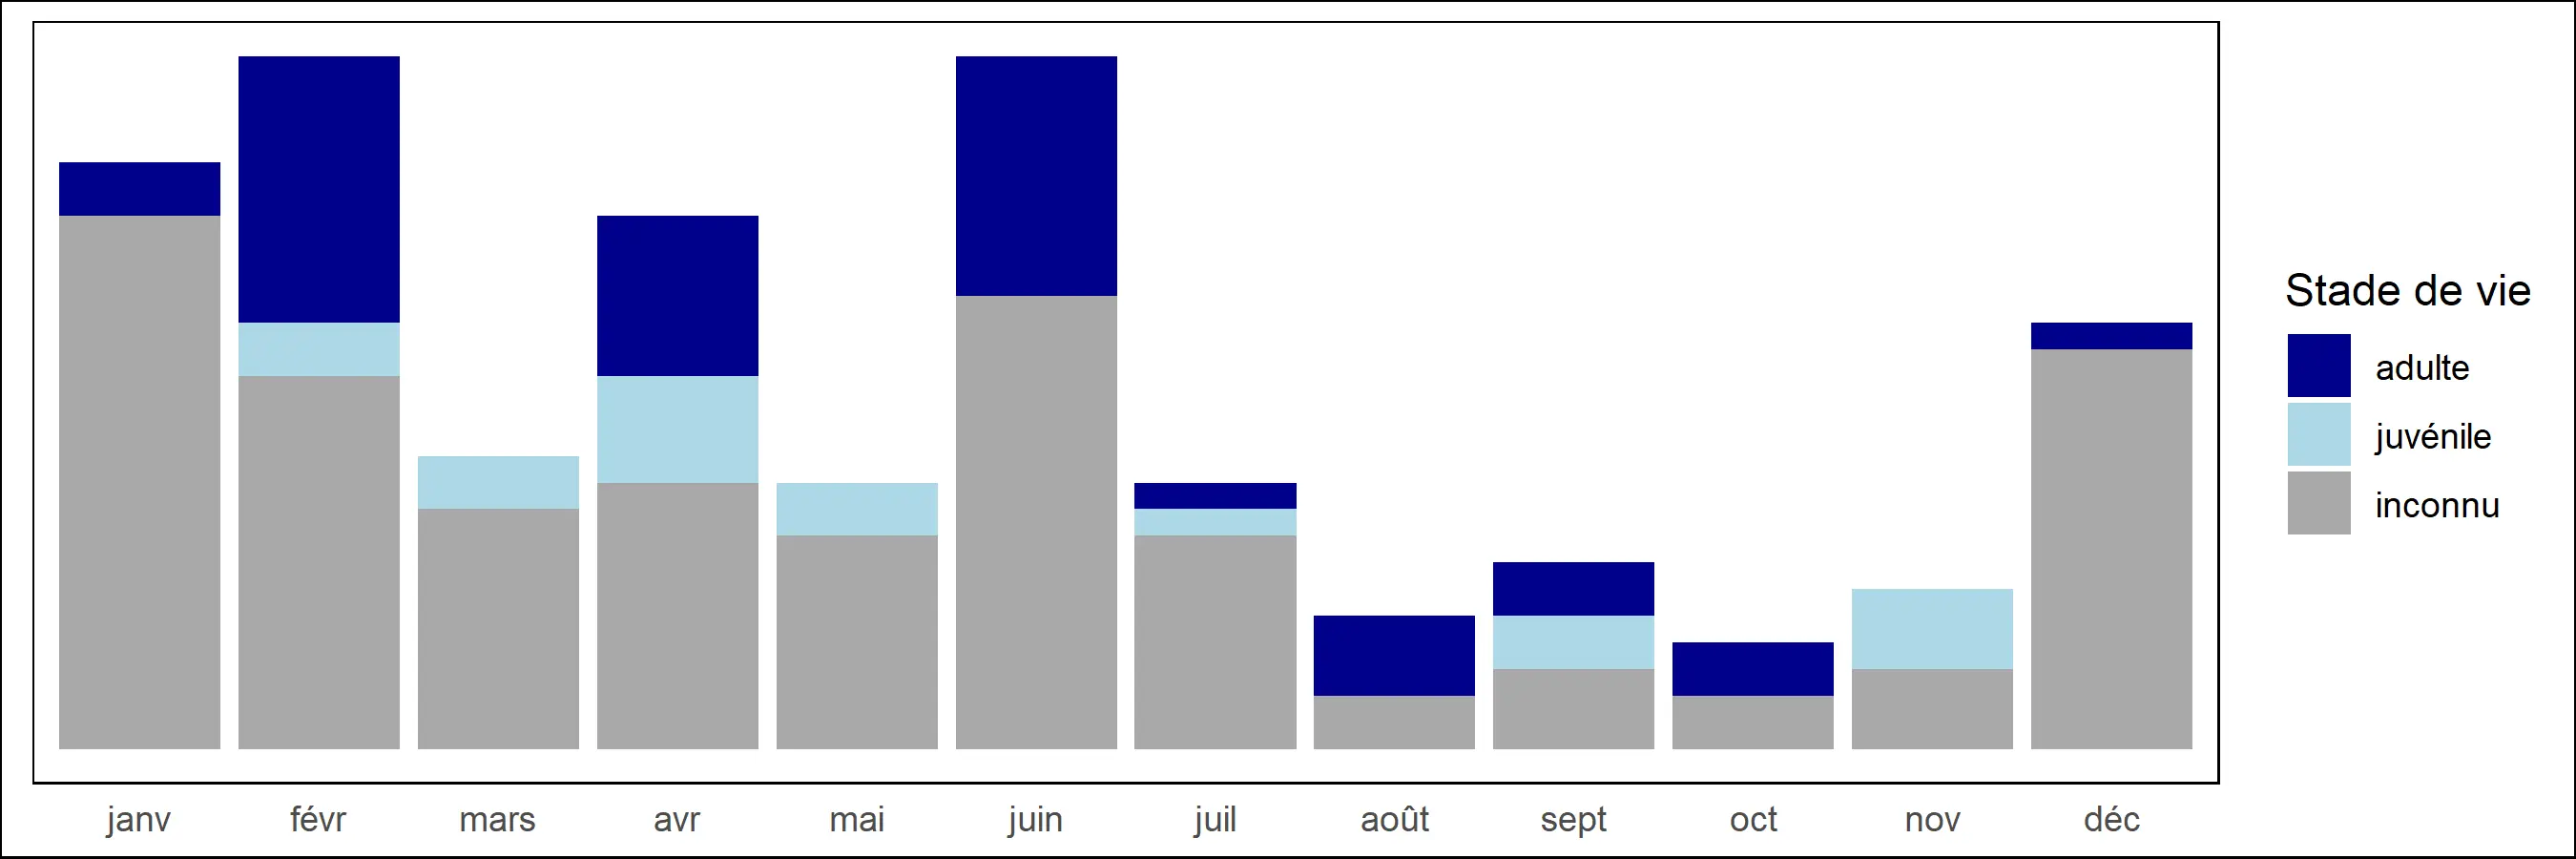 Stade de vie
adulte
juvénile
inconnu
janv févr mars avr mai juin juil août sept oct nov déc